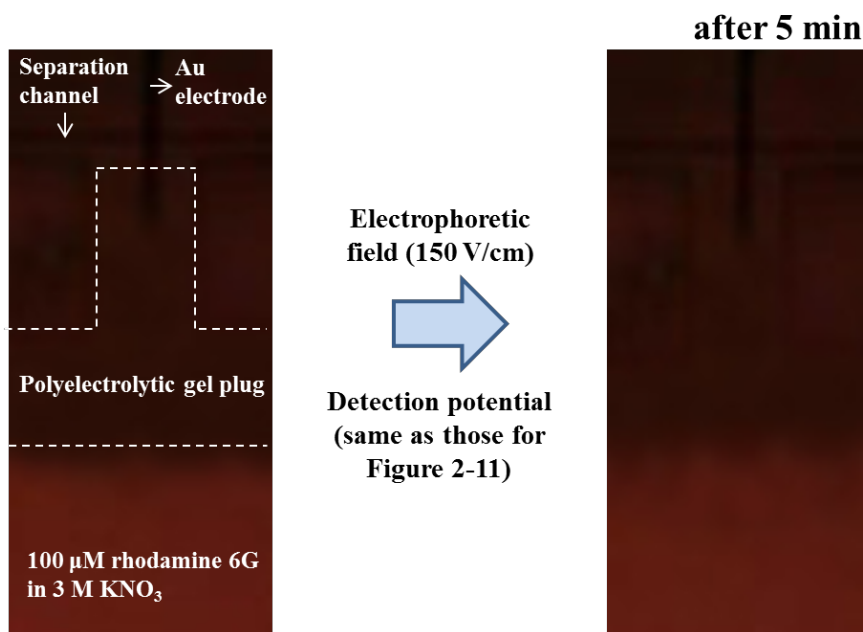 after 5 min
Separation
channel
Au
electrode
Electrophoretic
field (150 V/cm)
Polyelectrolytic gel plug
Detection potential
(same as those for
Figure 2-11)
100 μM rhodamine 6G
in 3 M KNO₃